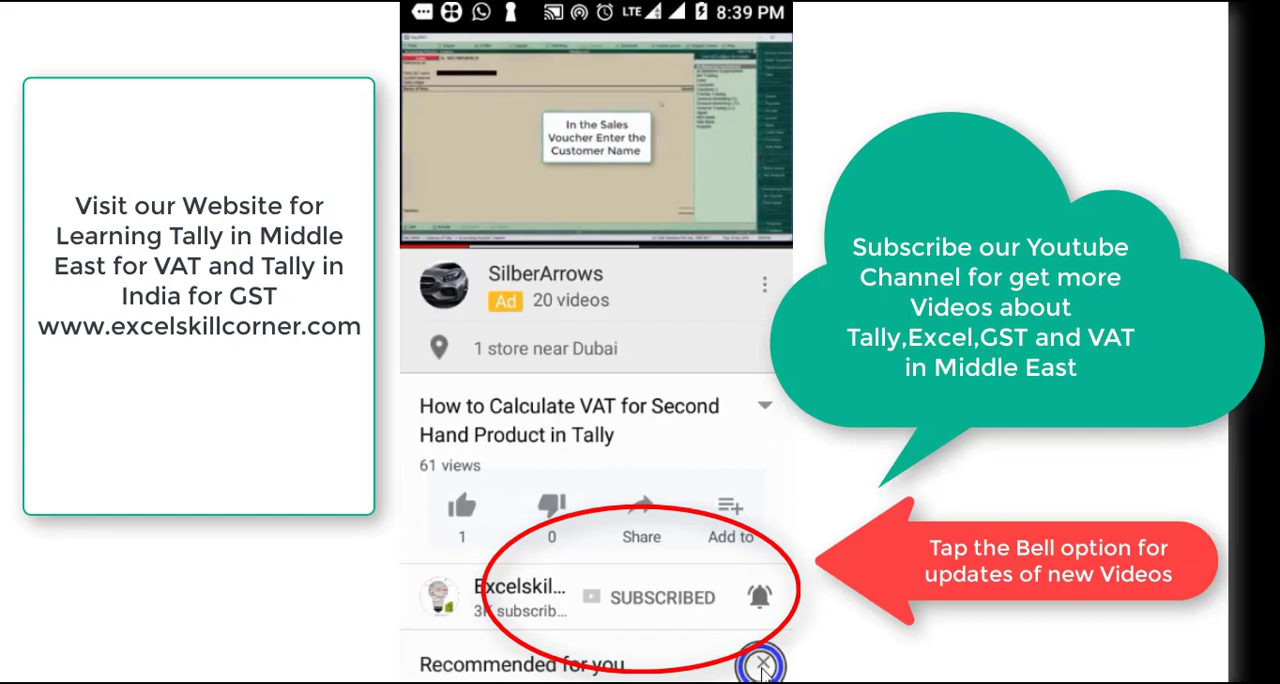 Visit our Website for
Learning Tally in Middle
East for VAT and Tally in
India for GST
www.excelskillcorner.com
LTE
8:39 PM
In the Sales
Voucher Enter the
Customer Name
SilberArrows
Ad 20 videos
1 store near Dubai
How to Calculate VAT for Second
Hand Product in Tally
61 views
1
0
Share
Add to
Excelskil...
3K subscrib...
SUBSCRIBED
Recommended for you
Subscribe our Youtube
Channel for get more
Videos about
Tally,Excel,GST and VAT
in Middle East
Tap the Bell option for
updates of new Videos